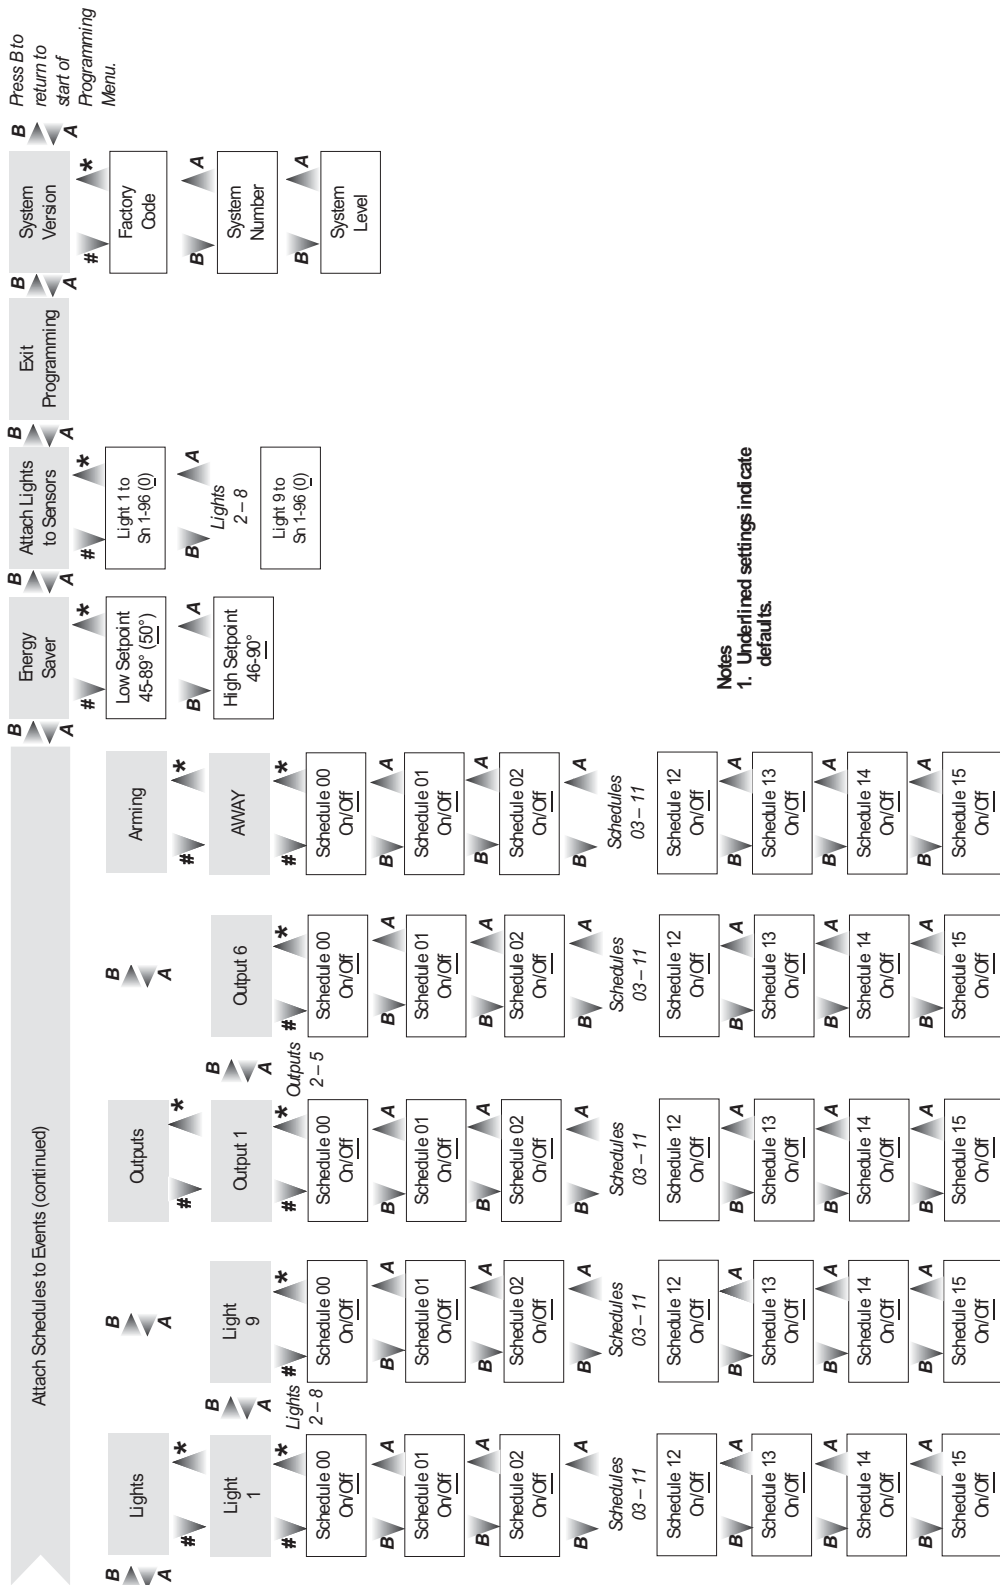 Attach Schedules to Events (continued)
B
A
Lights
#
*
Light
1
#
*
Schedule 00
On/Off
B
A
Schedule 01
On/Off
B
A
Schedule 02
On/Off
B
A
Schedules
03 – 11
Schedule 12
On/Off
B
A
Schedule 13
On/Off
B
A
Schedule 14
On/Off
B
A
Schedule 15
On/Off
B
A
Lights
2 – 8
B
A
Light
9
#
*
Schedule 00
On/Off
B
A
Schedule 01
On/Off
B
A
Schedule 02
On/Off
B
A
Schedules
03 – 11
Schedule 12
On/Off
B
A
Schedule 13
On/Off
B
A
Schedule 14
On/Off
B
A
Schedule 15
On/Off
Outputs
#
*
Output 1
#
*
Schedule 00
On/Off
B
A
Schedule 01
On/Off
B
A
Schedule 02
On/Off
B
A
Schedules
03 – 11
Schedule 12
On/Off
B
A
Schedule 13
On/Off
B
A
Schedule 14
On/Off
B
A
Schedule 15
On/Off
B
A
Outputs
2 – 5
B
A
Output 6
#
*
Schedule 00
On/Off
B
A
Schedule 01
On/Off
B
A
Schedule 02
On/Off
B
A
Schedules
03 – 11
Schedule 12
On/Off
B
A
Schedule 13
On/Off
B
A
Schedule 14
On/Off
B
A
Schedule 15
On/Off
Arming
#
*
AWAY
#
*
Schedule 00
On/Off
B
A
Schedule 01
On/Off
B
A
Schedule 02
On/Off
B
A
Schedules
03 – 11
Schedule 12
On/Off
B
A
Schedule 13
On/Off
B
A
Schedule 14
On/Off
B
A
Schedule 15
On/Off
B
A
Energy
Saver
#
*
Low Setpoint
45-89° (50°)
B
A
High Setpoint
46-90°
B
A
Attach Lights
to Sensors
#
*
Light 1 to
Sn 1-96 (0)
B
A
Lights
2 – 8
Light 9 to
Sn 1-96 (0)
B
A
Exit
Programming
B
A
System
Version
#
*
Factory
Code
B
A
System
Number
B
A
System
Level
B
A
Press B to
return to
start of
Programming
Menu.
Notes
1. Underlined settings indicate
defaults.